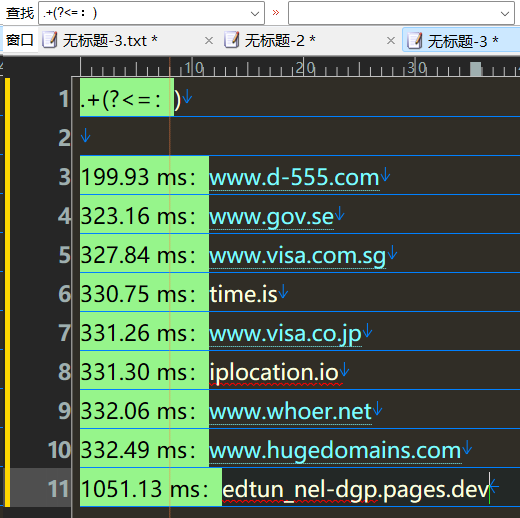 查找 .+(?<=：)
»
窗口 无标题-3.txt * × 无标题-2 * × 无标题-3 *
10 20 30
1 .+(?<=：)
2
3 199.93 ms：www.d-555.com
4 323.16 ms：www.gov.se
5 327.84 ms：www.visa.com.sg
6 330.75 ms：time.is
7 331.26 ms：www.visa.co.jp
8 331.30 ms：iplocation.io
9 332.06 ms：www.whoer.net
10 332.49 ms：www.hugedomains.com
11 1051.13 ms：edtun_nel-dgp.pages.dev